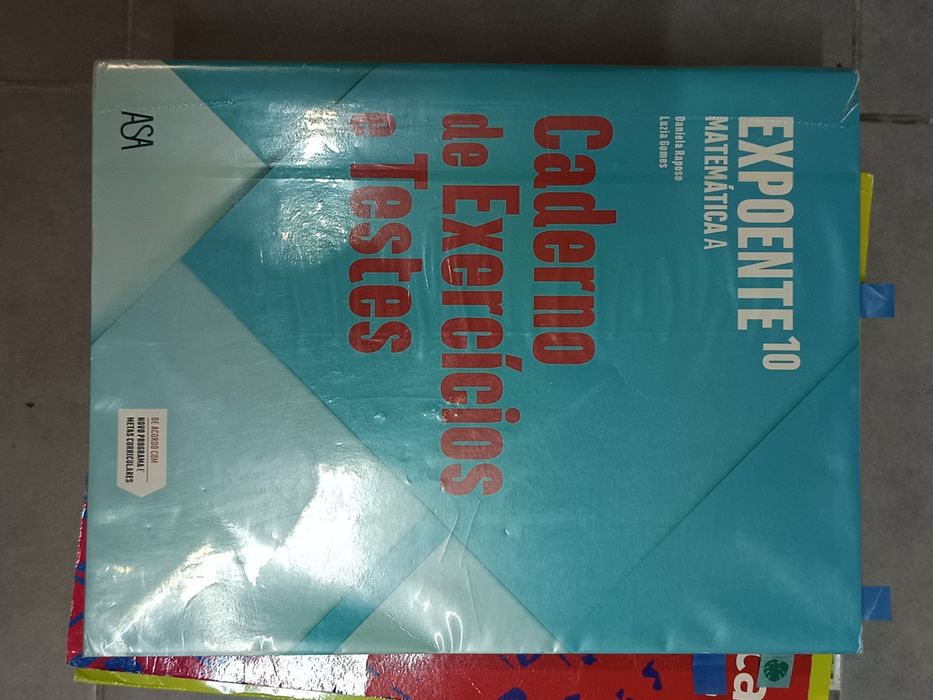 EXPOENTE 10
MATEMÁTICA A
Daniela Raposo
Luzia Gomes
Caderno
de Exercícios
e Testes
DE ACORDO COM
NOVO PROGRAMA E
METAS CURRICULARES
ASA